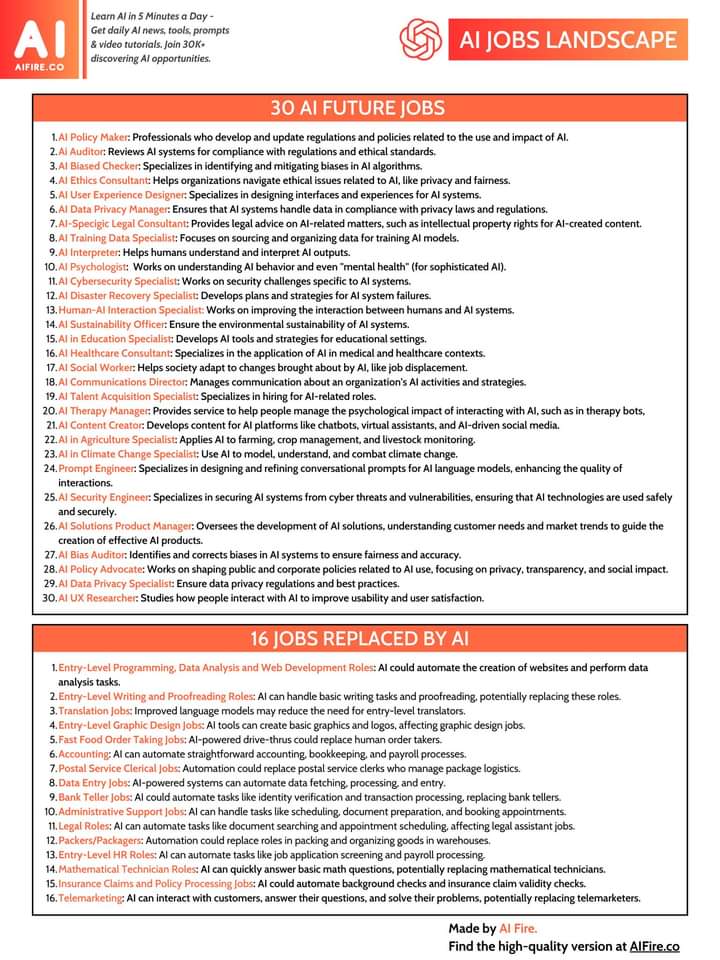 AI
AIFIRE.CO
Learn AI in 5 Minutes a Day -
Get daily AI news, tools, prompts
& video tutorials. Join 30K+
discovering AI opportunities.
AI JOBS LANDSCAPE
30 AI FUTURE JOBS
1. AI Policy Maker: Professionals who develop and update regulations and policies related to the use and impact of AI.
2. Ai Auditor: Reviews AI systems for compliance with regulations and ethical standards.
3. AI Biased Checker: Specializes in identifying and mitigating biases in AI algorithms.
4. AI Ethics Consultant: Helps organizations navigate ethical issues related to AI, like privacy and fairness.
5. AI User Experience Designer: Specializes in designing interfaces and experiences for AI systems.
6. AI Data Privacy Manager: Ensures that AI systems handle data in compliance with privacy laws and regulations.
7. AI-Specigic Legal Consultant: Provides legal advice on AI-related matters, such as intellectual property rights for AI-created content.
8. AI Training Data Specialist: Focuses on sourcing and organizing data for training AI models.
9. AI Interpreter: Helps humans understand and interpret AI outputs.
10. AI Psychologist: Works on understanding AI behavior and even "mental health" (for sophisticated AI).
11. AI Cybersecurity Specialist: Works on security challenges specific to AI systems.
12. AI Disaster Recovery Specialist: Develops plans and strategies for AI system failures.
13. Human-AI Interaction Specialist: Works on improving the interaction between humans and AI systems.
14. AI Sustainability Officer: Ensure the environmental sustainability of AI systems.
15. AI in Education Specialist: Develops AI tools and strategies for educational settings.
16. AI Healthcare Consultant: Specializes in the application of AI in medical and healthcare contexts.
17. AI Social Worker: Helps society adapt to changes brought about by AI, like job displacement.
18. AI Communications Director: Manages communication about an organization's AI activities and strategies.
19. AI Talent Acquisition Specialist: Specializes in hiring for AI-related roles.
20. AI Therapy Manager: Provides service to help people manage the psychological impact of interacting with AI, such as in therapy bots,
21. AI Content Creator: Develops content for AI platforms like chatbots, virtual assistants, and AI-driven social media.
22. AI in Agriculture Specialist: Applies AI to farming, crop management, and livestock monitoring.
23. AI in Climate Change Specialist: Use AI to model, understand, and combat climate change.
24. Prompt Engineer: Specializes in designing and refining conversational prompts for AI language models, enhancing the quality of
interactions.
25. AI Security Engineer: Specializes in securing AI systems from cyber threats and vulnerabilities, ensuring that AI technologies are used safely
and securely.
26. AI Solutions Product Manager: Oversees the development of AI solutions, understanding customer needs and market trends to guide the
creation of effective AI products.
27. AI Bias Auditor: Identifies and corrects biases in AI systems to ensure fairness and accuracy.
28. AI Policy Advocate: Works on shaping public and corporate policies related to AI use, focusing on privacy, transparency, and social impact.
29. AI Data Privacy Specialist: Ensure data privacy regulations and best practices.
30. AI UX Researcher: Studies how people interact with AI to improve usability and user satisfaction.
16 JOBS REPLACED BY AI
1. Entry-Level Programming, Data Analysis and Web Development Roles: AI could automate the creation of websites and perform data
analysis tasks.
2. Entry-Level Writing and Proofreading Roles: AI can handle basic writing tasks and proofreading, potentially replacing these roles.
3. Translation Jobs: Improved language models may reduce the need for entry-level translators.
4. Entry-Level Graphic Design Jobs: AI tools can create basic graphics and logos, affecting graphic design jobs.
5. Fast Food Order Taking Jobs: AI-powered drive-thrus could replace human order takers.
6. Accounting: AI can automate straightforward accounting, bookkeeping, and payroll processes.
7. Postal Service Clerical Jobs: Automation could replace postal service clerks who manage package logistics.
8. Data Entry Jobs: AI-powered systems can automate data fetching, processing, and entry.
9. Bank Teller Jobs: AI could automate tasks like identity verification and transaction processing, replacing bank tellers.
10. Administrative Support Jobs: AI can handle tasks like scheduling, document preparation, and booking appointments.
11. Legal Roles: AI can automate tasks like document searching and appointment scheduling, affecting legal assistant jobs.
12. Packers/Packagers: Automation could replace roles in packing and organizing goods in warehouses.
13. Entry-Level HR Roles: AI can automate tasks like job application screening and payroll processing.
14. Mathematical Technician Roles: AI can quickly answer basic math questions, potentially replacing mathematical technicians.
15. Insurance Claims and Policy Processing Jobs: AI could automate background checks and insurance claim validity checks.
16. Telemarketing: AI can interact with customers, answer their questions, and solve their problems, potentially replacing telemarketers.
Made by AI Fire.
Find the high-quality version at AIFire.co